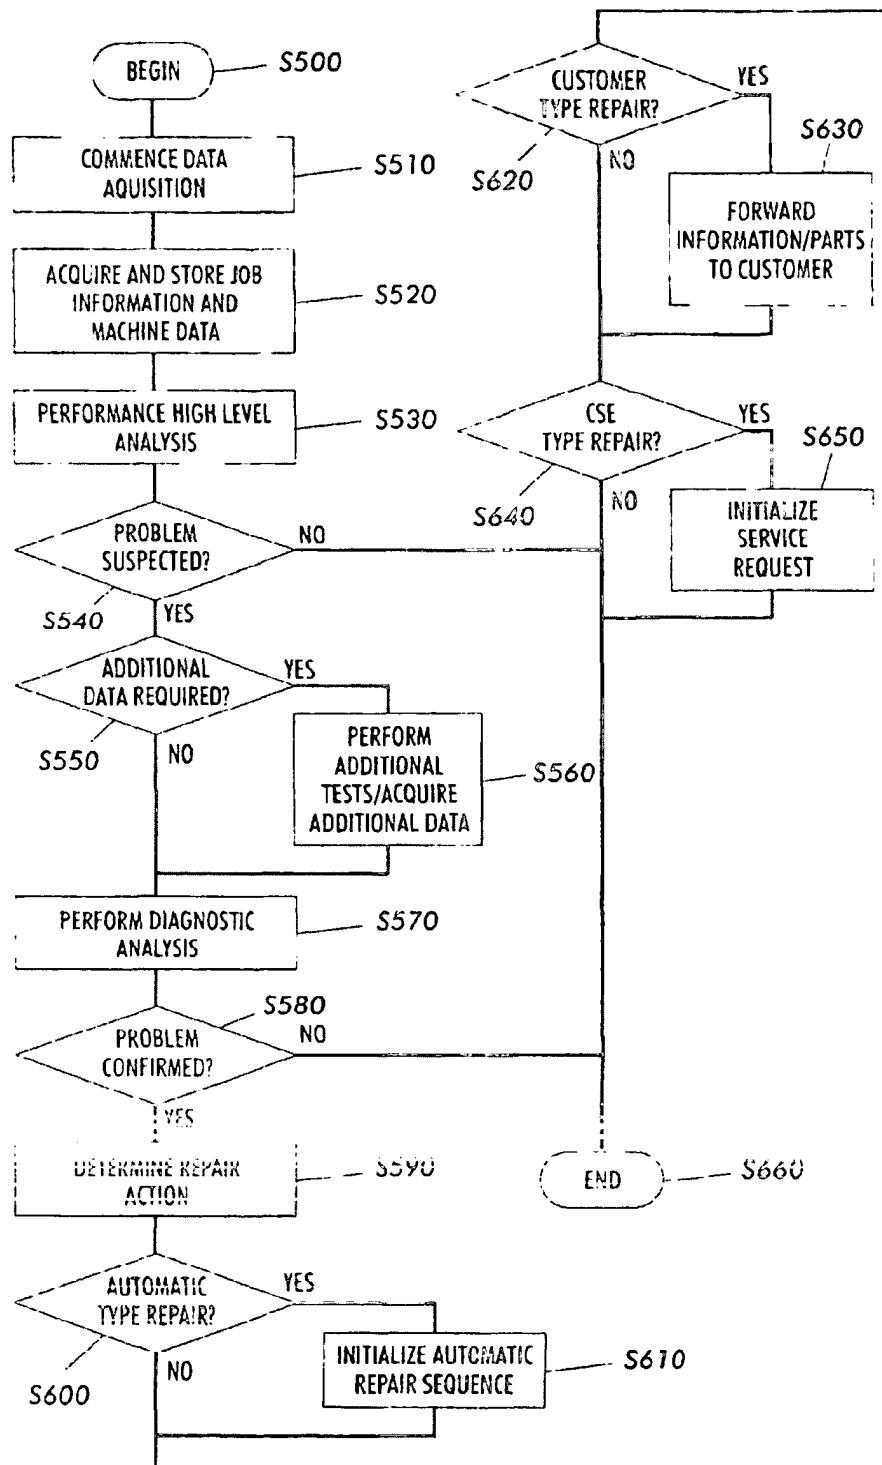 BEGIN
S500
COMMENCE DATA
AQUISITION
S510
ACQUIRE AND STORE JOB
INFORMATION AND
MACHINE DATA
S520
PERFORMANCE HIGH LEVEL
ANALYSIS
S530
PROBLEM
SUSPECTED?
NO
S540
YES
ADDITIONAL
DATA REQUIRED?
YES
S550
NO
PERFORM
ADDITIONAL
TESTS/ACQUIRE
ADDITIONAL DATA
S560
PERFORM DIAGNOSTIC
ANALYSIS
S570
S580
PROBLEM
CONFIRMED?
NO
YES
DETERMINE REPAIR
ACTION
S590
AUTOMATIC
TYPE REPAIR?
YES
S600
NO
INITIALIZE AUTOMATIC
REPAIR SEQUENCE
S610
CUSTOMER
TYPE REPAIR?
YES
S620
NO
S630
FORWARD
INFORMATION/PARTS
TO CUSTOMER
CSE
TYPE REPAIR?
YES
S640
NO
S650
INITIALIZE
SERVICE
REQUEST
END
S660